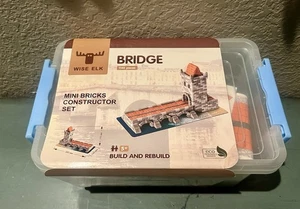 WISE ELK
BRIDGE
MINI BRICKS
CONSTRUCTOR
SET
BUILD AND REBUILD